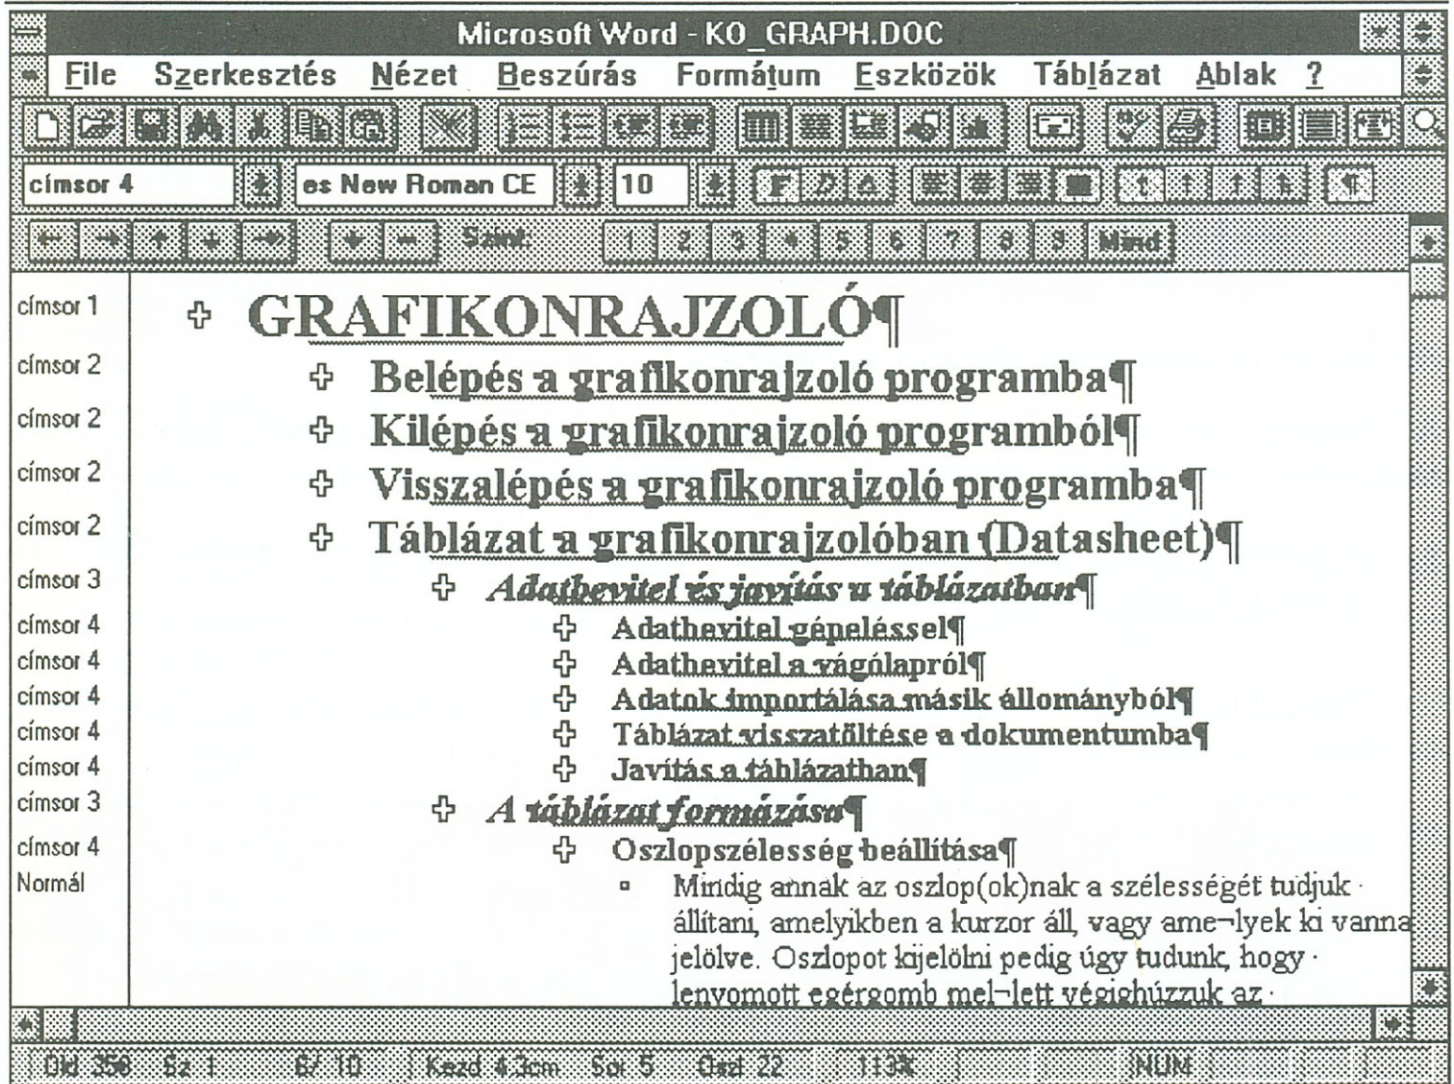 Microsoft Word - KO_GRAPH.DOC
File Szerkesztés Nézet Beszúrás Formátum Eszközök Táblázat Ablak ?
címsor 4 es New Roman CE 10 F D A ¶
Szint: 1 2 3 4 5 6 7 8 9 Mind
címsor 1 GRAFIKONRAJZOLÓ¶
címsor 2 Belépés a grafikonrajzoló programba¶
címsor 2 Kilépés a grafikonrajzoló programból¶
címsor 2 Visszalépés a grafikonrajzoló programba¶
címsor 2 Táblázat a grafikonrajzolóban (Datasheet)¶
címsor 3 Adatbevitel és javítás a táblázatban¶
címsor 4 Adatbevitel gépeléssel¶
címsor 4 Adatbevitel a vágólapról¶
címsor 4 Adatok importálása másik állományból¶
címsor 4 Táblázat visszatöltése a dokumentumba¶
címsor 4 Javítás a táblázatban¶
címsor 3 A táblázat formázása¶
címsor 4 Oszlopszélesség beállítása¶
Normál Mindig annak az oszlop(ok)nak a szélességét tudjuk
állítani, amelyikben a kurzor áll, vagy ame¬lyek ki vanna
jelölve. Oszlopot kijelölni pedig úgy tudunk, hogy
lenyomott egérgomb mel¬lett végighúzzuk az
Old 358 Sz 1 6/ 10 Kezd 4.3cm Sor 5 Oszl 22 113% NUM